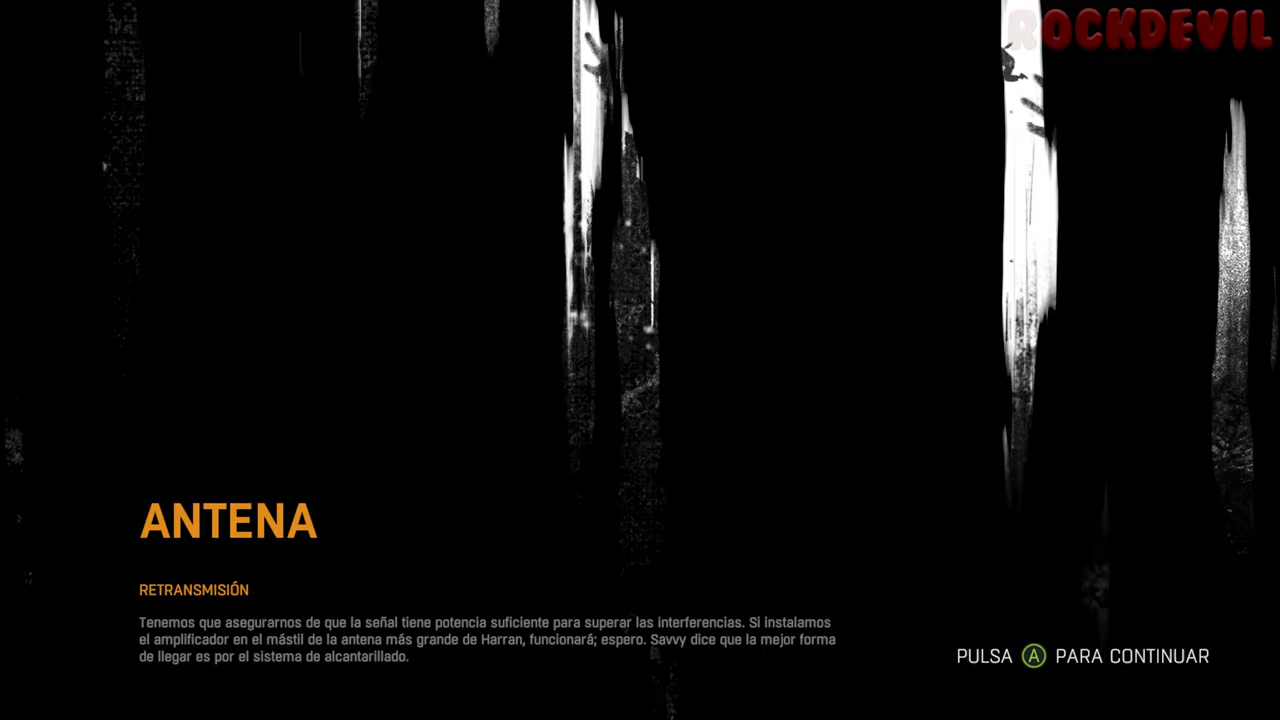 ROCKDEVIL
ANTENA
RETRANSMISIÓN
Tenemos que asegurarnos de que la señal tiene potencia suficiente para superar las interferencias. Si instalamos
el amplificador en el mástil de la antena más grande de Harran, funcionará; espero. Savvy dice que la mejor forma
de llegar es por el sistema de alcantarillado.
PULSA A PARA CONTINUAR